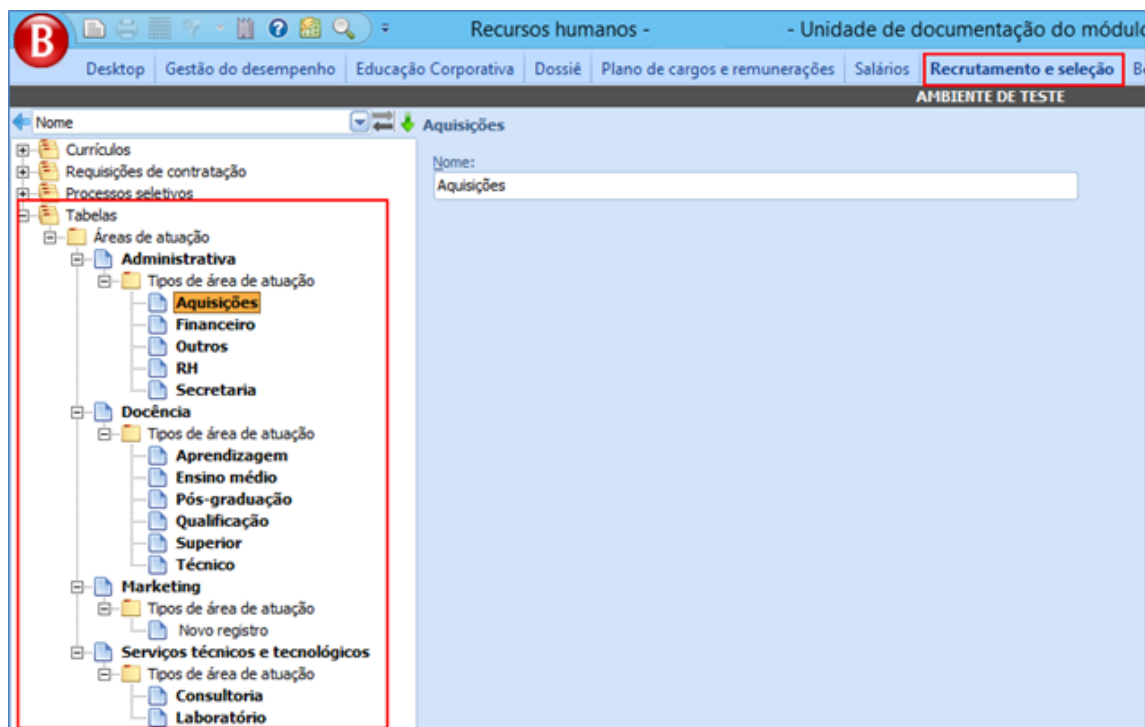 B
Recursos humanos - - Unidade de documentação do módulo
Desktop Gestão do desempenho Educação Corporativa Dossiê Plano de cargos e remunerações Salários Recrutamento e seleção
AMBIENTE DE TESTE
Nome
Aquisições
Currículos
Nome:
Requisições de contratação
Aquisições
Processos seletivos
Tabelas
Áreas de atuação
Administrativa
Tipos de área de atuação
Aquisições
Financeiro
Outros
RH
Secretaria
Docência
Tipos de área de atuação
Aprendizagem
Ensino médio
Pós-graduação
Qualificação
Superior
Técnico
Marketing
Tipos de área de atuação
Novo registro
Serviços técnicos e tecnológicos
Tipos de área de atuação
Consultoria
Laboratório